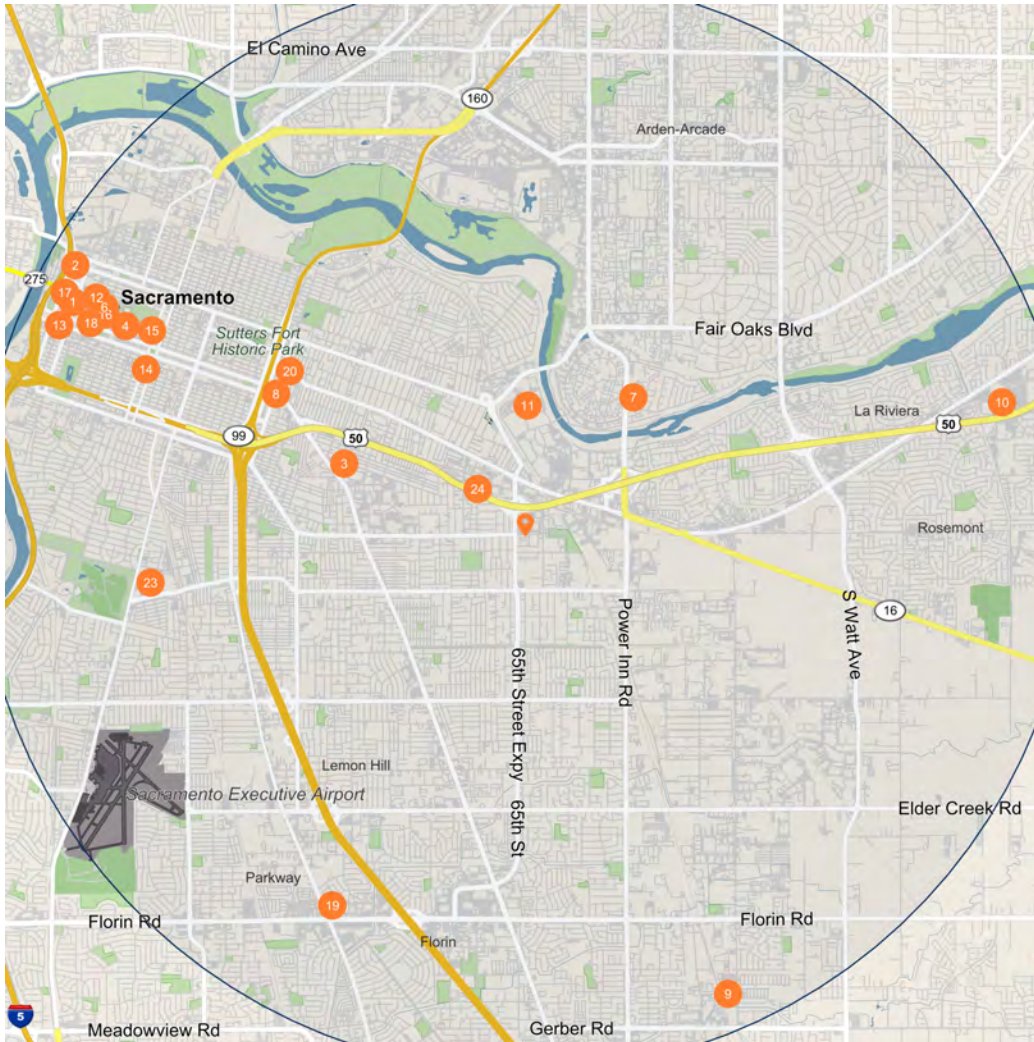 El Camino Ave
160
Arden-Arcade
2
275
17
12
Sacramento
1
6
16
13
18
4
15
Sutters Fort
Historic Park
Fair Oaks Blvd
14
20
8
11
7
La Riviera
10
50
99
50
3
24
Rosemont
23
16
S Watt Ave
Power Inn Rd
65th Street Expy
65th St
Lemon Hill
Sacramento Executive Airport
Elder Creek Rd
Parkway
19
Florin Rd
Florin Rd
Florin
9
5
Meadowview Rd
Gerber Rd